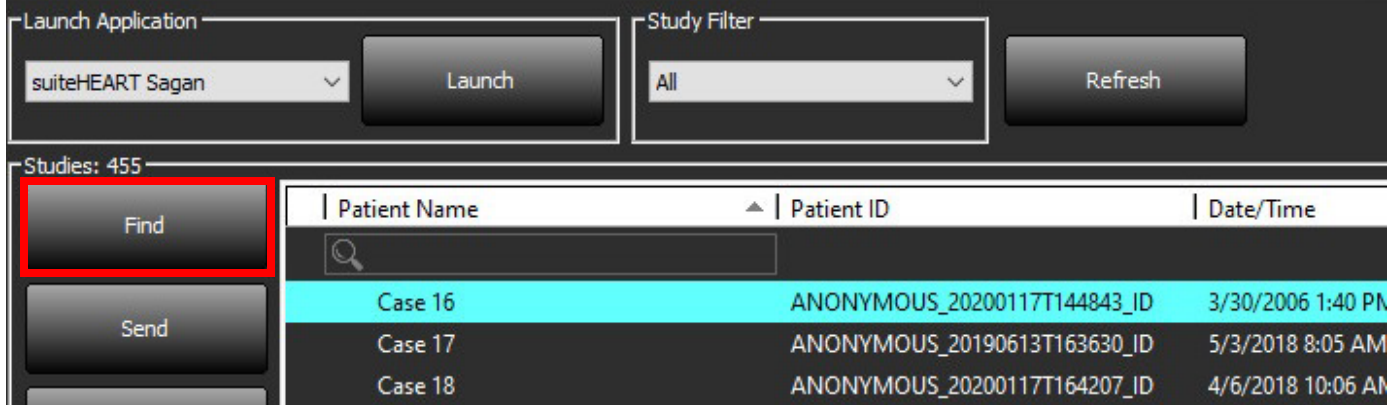 Launch Application
Study Filter
suiteHEART Sagan
Launch
All
Refresh
Studies: 455
Find
Patient Name
Patient ID
Date/Time
Case 16 ANONYMOUS_20200117T144843_ID 3/30/2006 1:40 PM
Send
Case 17 ANONYMOUS_20190613T163630_ID 5/3/2018 8:05 AM
Case 18 ANONYMOUS_20200117T164207_ID 4/6/2018 10:06 AM